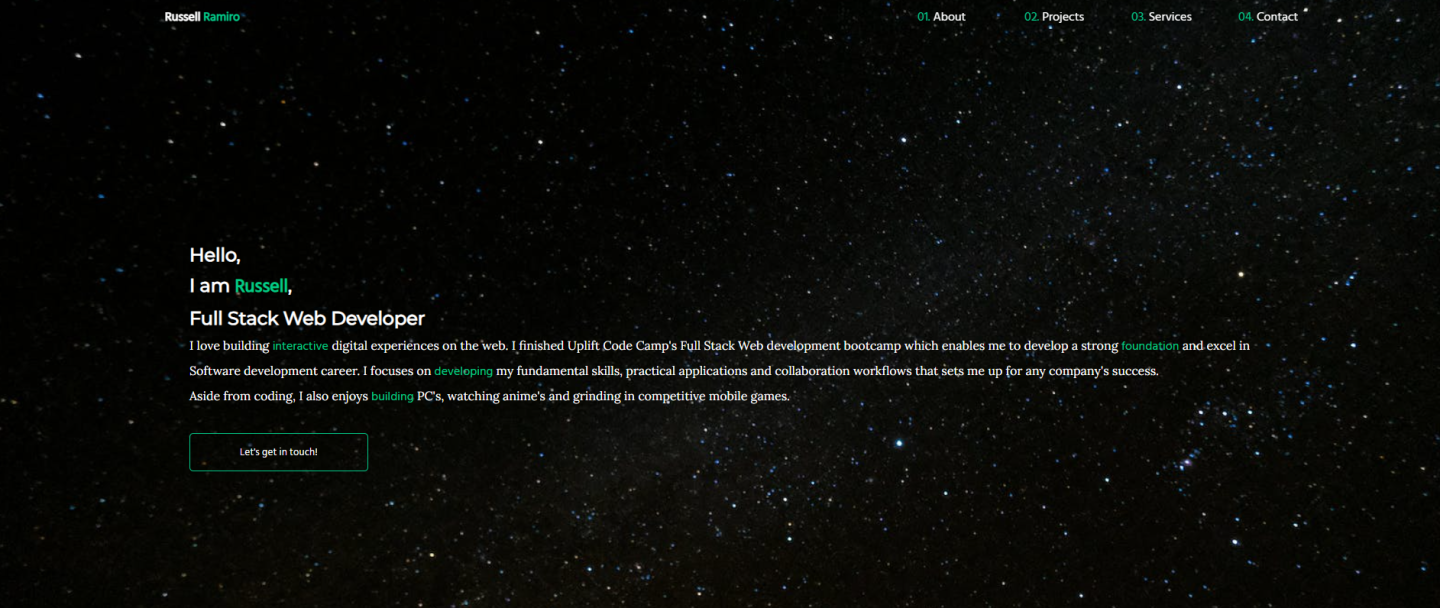 Russell Ramiro
01. About 02. Projects 03. Services 04. Contact
Hello,
I am Russell,
Full Stack Web Developer
I love building interactive digital experiences on the web. I finished Uplift Code Camp's Full Stack Web development bootcamp which enables me to develop a strong foundation and excel in
Software development career. I focuses on developing my fundamental skills, practical applications and collaboration workflows that sets me up for any company's success.
Aside from coding, I also enjoys building PC's, watching anime's and grinding in competitive mobile games.
Let's get in touch!